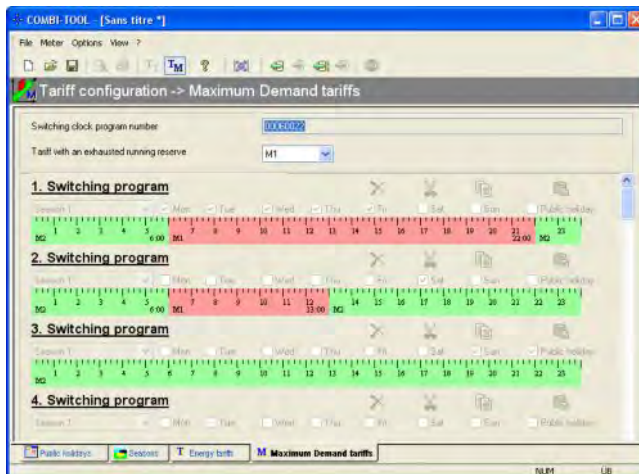 COMBI-TOOL - [Sans titre *]
File Meter Options View ?
TM ?
Tariff configuration -> Maximum Demand tariffs
Switching clock program number 00060022
Tariff with an exhausted running reserve M1
1. Switching program
Season 1 Mon Tue Wed Thu Fri Sat Sun Public holiday
1 2 3 4 5 7 8 9 10 11 12 13 14 15 16 17 18 19 20 21 23
M2 6:00 M1 22:00 M2
2. Switching program
Season 1 Mon Tue Wed Thu Fri Sat Sun Public holiday
1 2 3 4 5 7 8 9 10 11 12 14 15 16 17 18 19 20 21 22 23
M2 6:00 M1 13:00 M2
3. Switching program
Season 1 Mon Tue Wed Thu Fri Sat Sun Public holiday
1 2 3 4 5 6 7 8 9 10 11 12 13 14 15 16 17 18 19 20 21 22 23
M2
4. Switching program
Season 1 Mon Tue Wed Thu Fri Sat Sun Public holiday
Public holidays Seasons T Energy tariffs M Maximum Demand tariffs
NUM UB